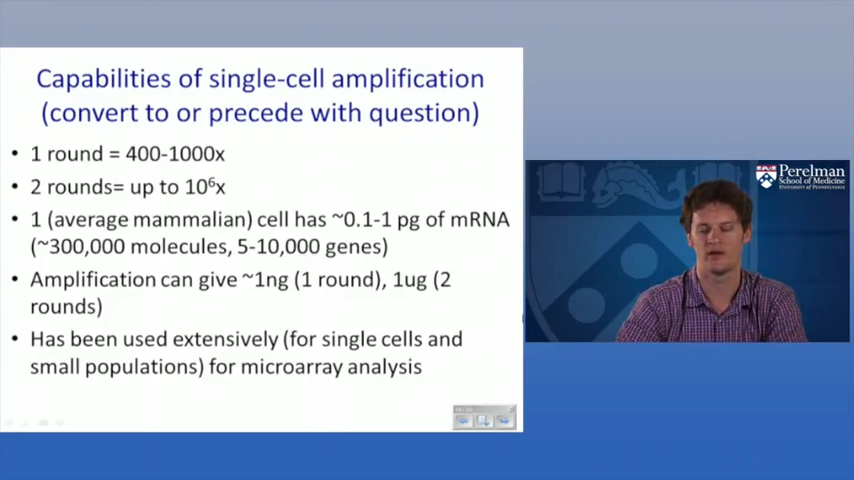 Capabilities of single-cell amplification
(convert to or precede with question)
• 1 round = 400-1000x
• 2 rounds= up to 10⁶x
• 1 (average mammalian) cell has ~0.1-1 pg of mRNA
(~300,000 molecules, 5-10,000 genes)
• Amplification can give ~1ng (1 round), 1ug (2
rounds)
• Has been used extensively (for single cells and
small populations) for microarray analysis
Perelman
School of Medicine
University of Pennsylvania